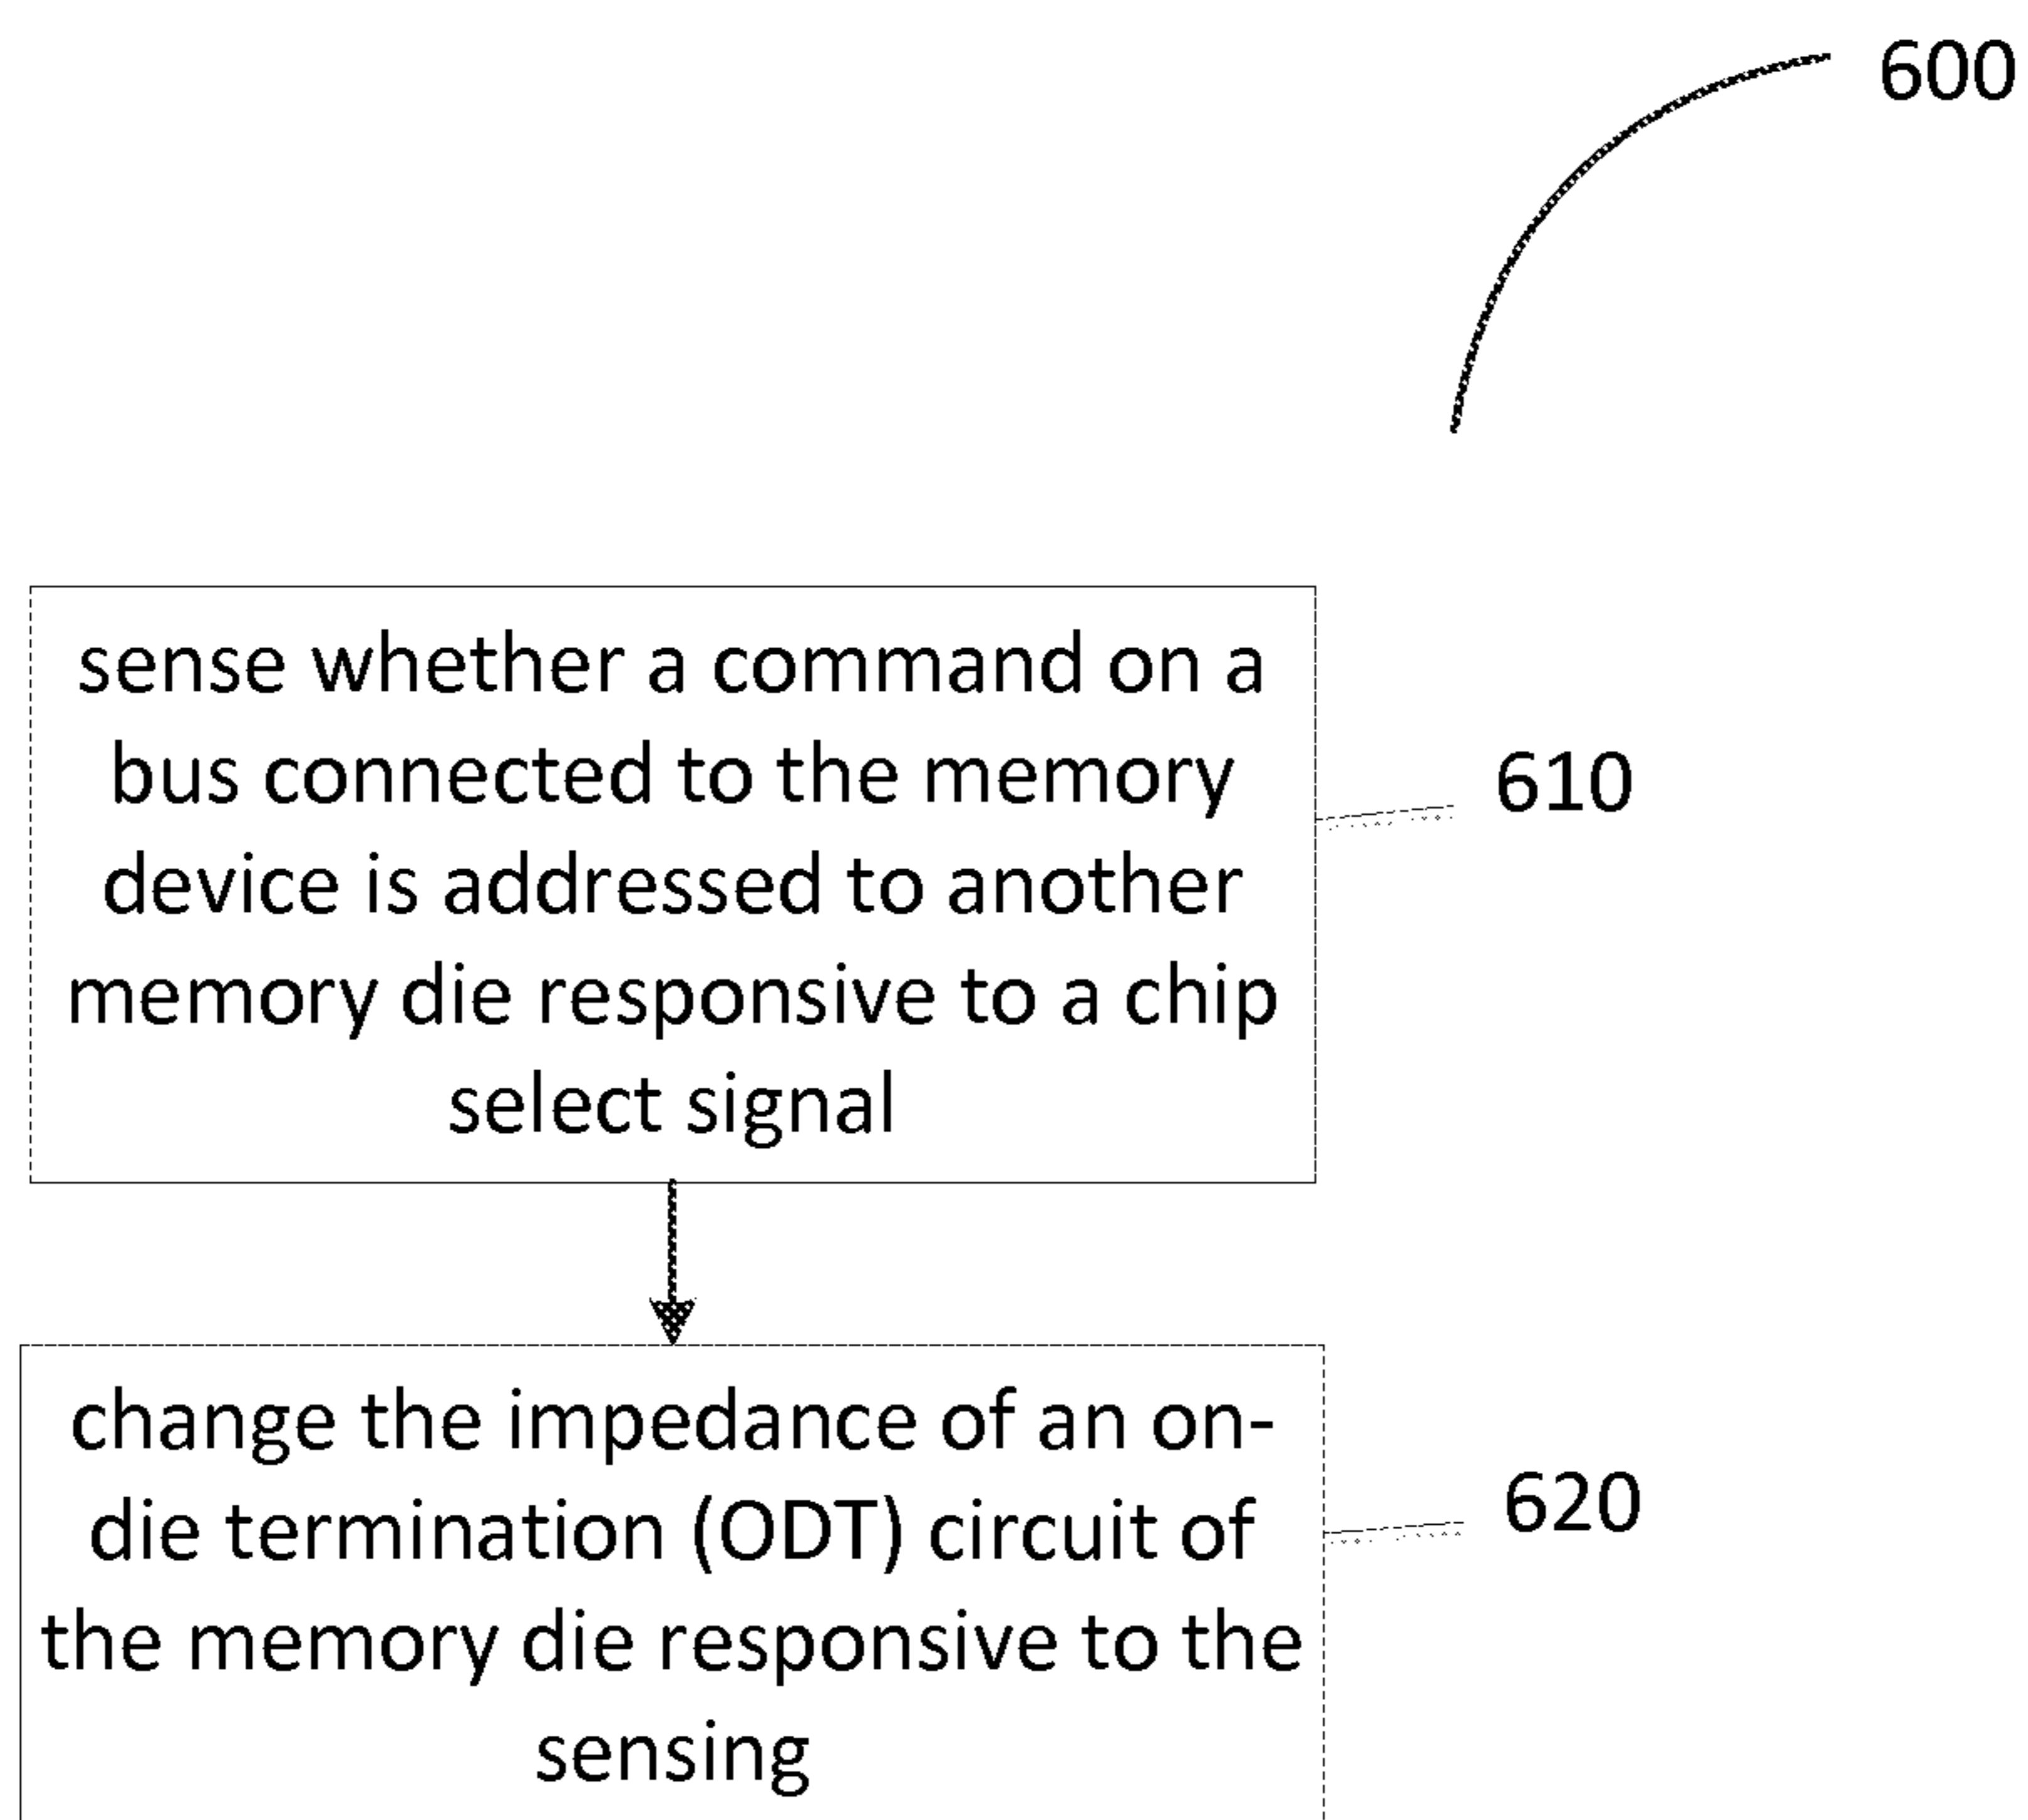 600
sense whether a command on a
bus connected to the memory
device is addressed to another
memory die responsive to a chip
select signal
610
change the impedance of an on-
die termination (ODT) circuit of
the memory die responsive to the
sensing
620